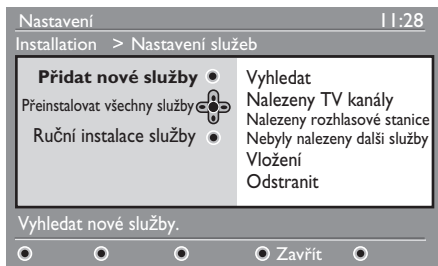 Nastavení 11:28
Installation > Nastavení služeb
Přidat nové služby
Přeinstalovat všechny služby
Ruční instalace služby
Vyhledat
Nalezeny TV kanály
Nalezeny rozhlasové stanice
Nebyly nalezeny dalši služby
Vložení
Odstranit
Vyhledat nové služby.
Zavřít